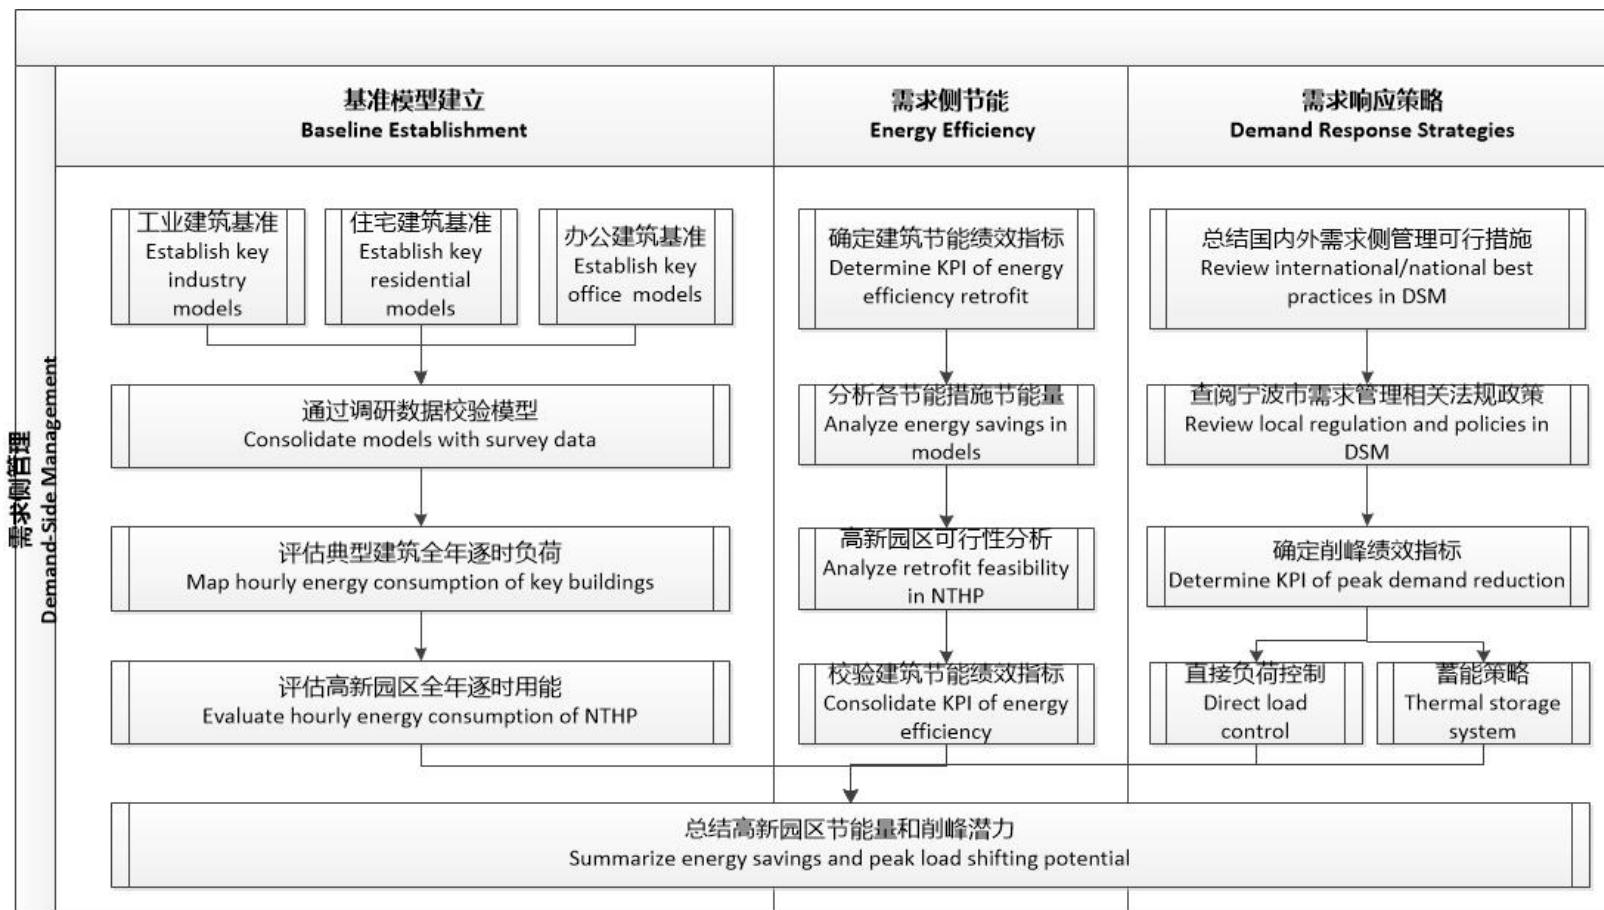 需求侧管理
Demand-Side Management
基准模型建立
Baseline Establishment
需求侧节能
Energy Efficiency
需求响应策略
Demand Response Strategies
工业建筑基准
Establish key
industry
models
住宅建筑基准
Establish key
residential
models
办公建筑基准
Establish key
office models
通过调研数据校验模型
Consolidate models with survey data
评估典型建筑全年逐时负荷
Map hourly energy consumption of key buildings
评估高新园区全年逐时用能
Evaluate hourly energy consumption of NTHP
确定建筑节能绩效指标
Determine KPI of energy
efficiency retrofit
分析各节能措施节能量
Analyze energy savings in
models
高新园区可行性分析
Analyze retrofit feasibility
in NTHP
校验建筑节能绩效指标
Consolidate KPI of energy
efficiency
总结国内外需求侧管理可行措施
Review international/national best
practices in DSM
查阅宁波市需求管理相关法规政策
Review local regulation and policies in
DSM
确定削峰绩效指标
Determine KPI of peak demand reduction
直接负荷控制
Direct load
control
蓄能策略
Thermal storage
system
总结高新园区节能量和削峰潜力
Summarize energy savings and peak load shifting potential